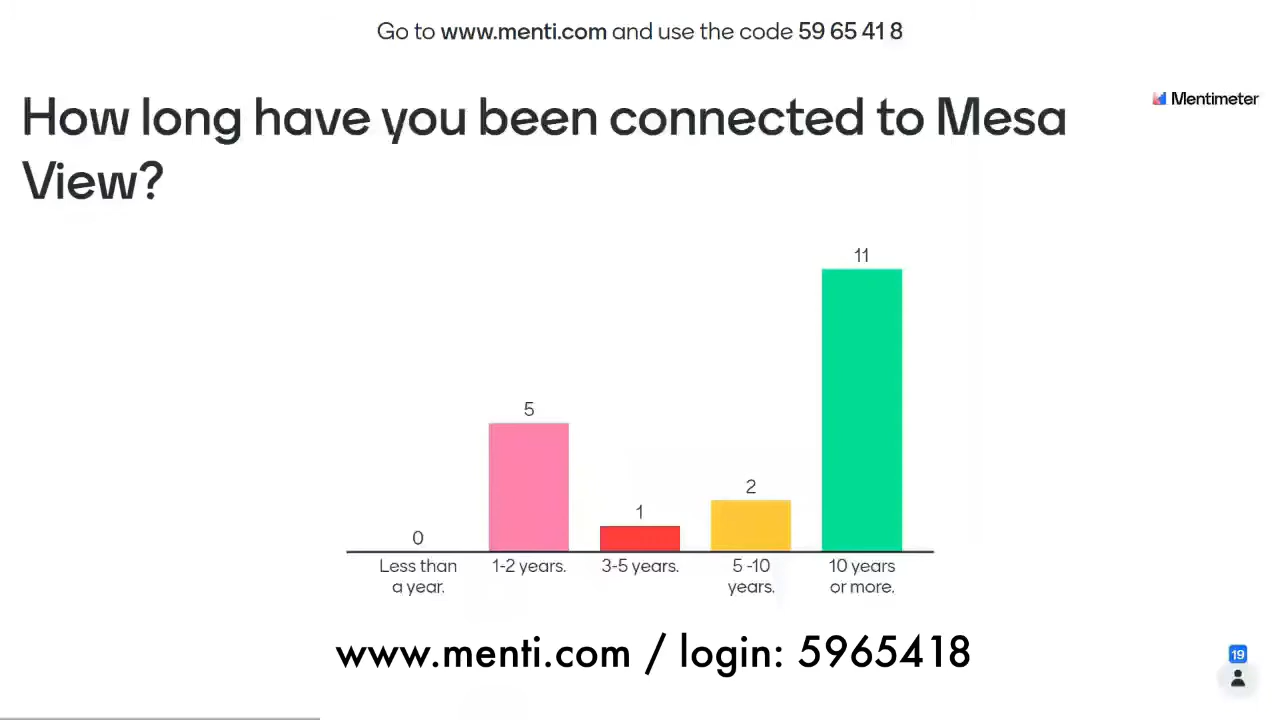 Go to www.menti.com and use the code 59 65 41 8
How long have you been connected to Mesa
View?
Mentimeter
11
5
2
1
0
Less than
a year.
1-2 years.
3-5 years.
5 -10
years.
10 years
or more.
www.menti.com / login: 5965418
19